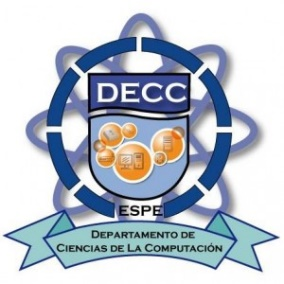 DECC
ESPE
DEPARTAMENTO DE
CIENCIAS DE LA COMPUTACIÓN